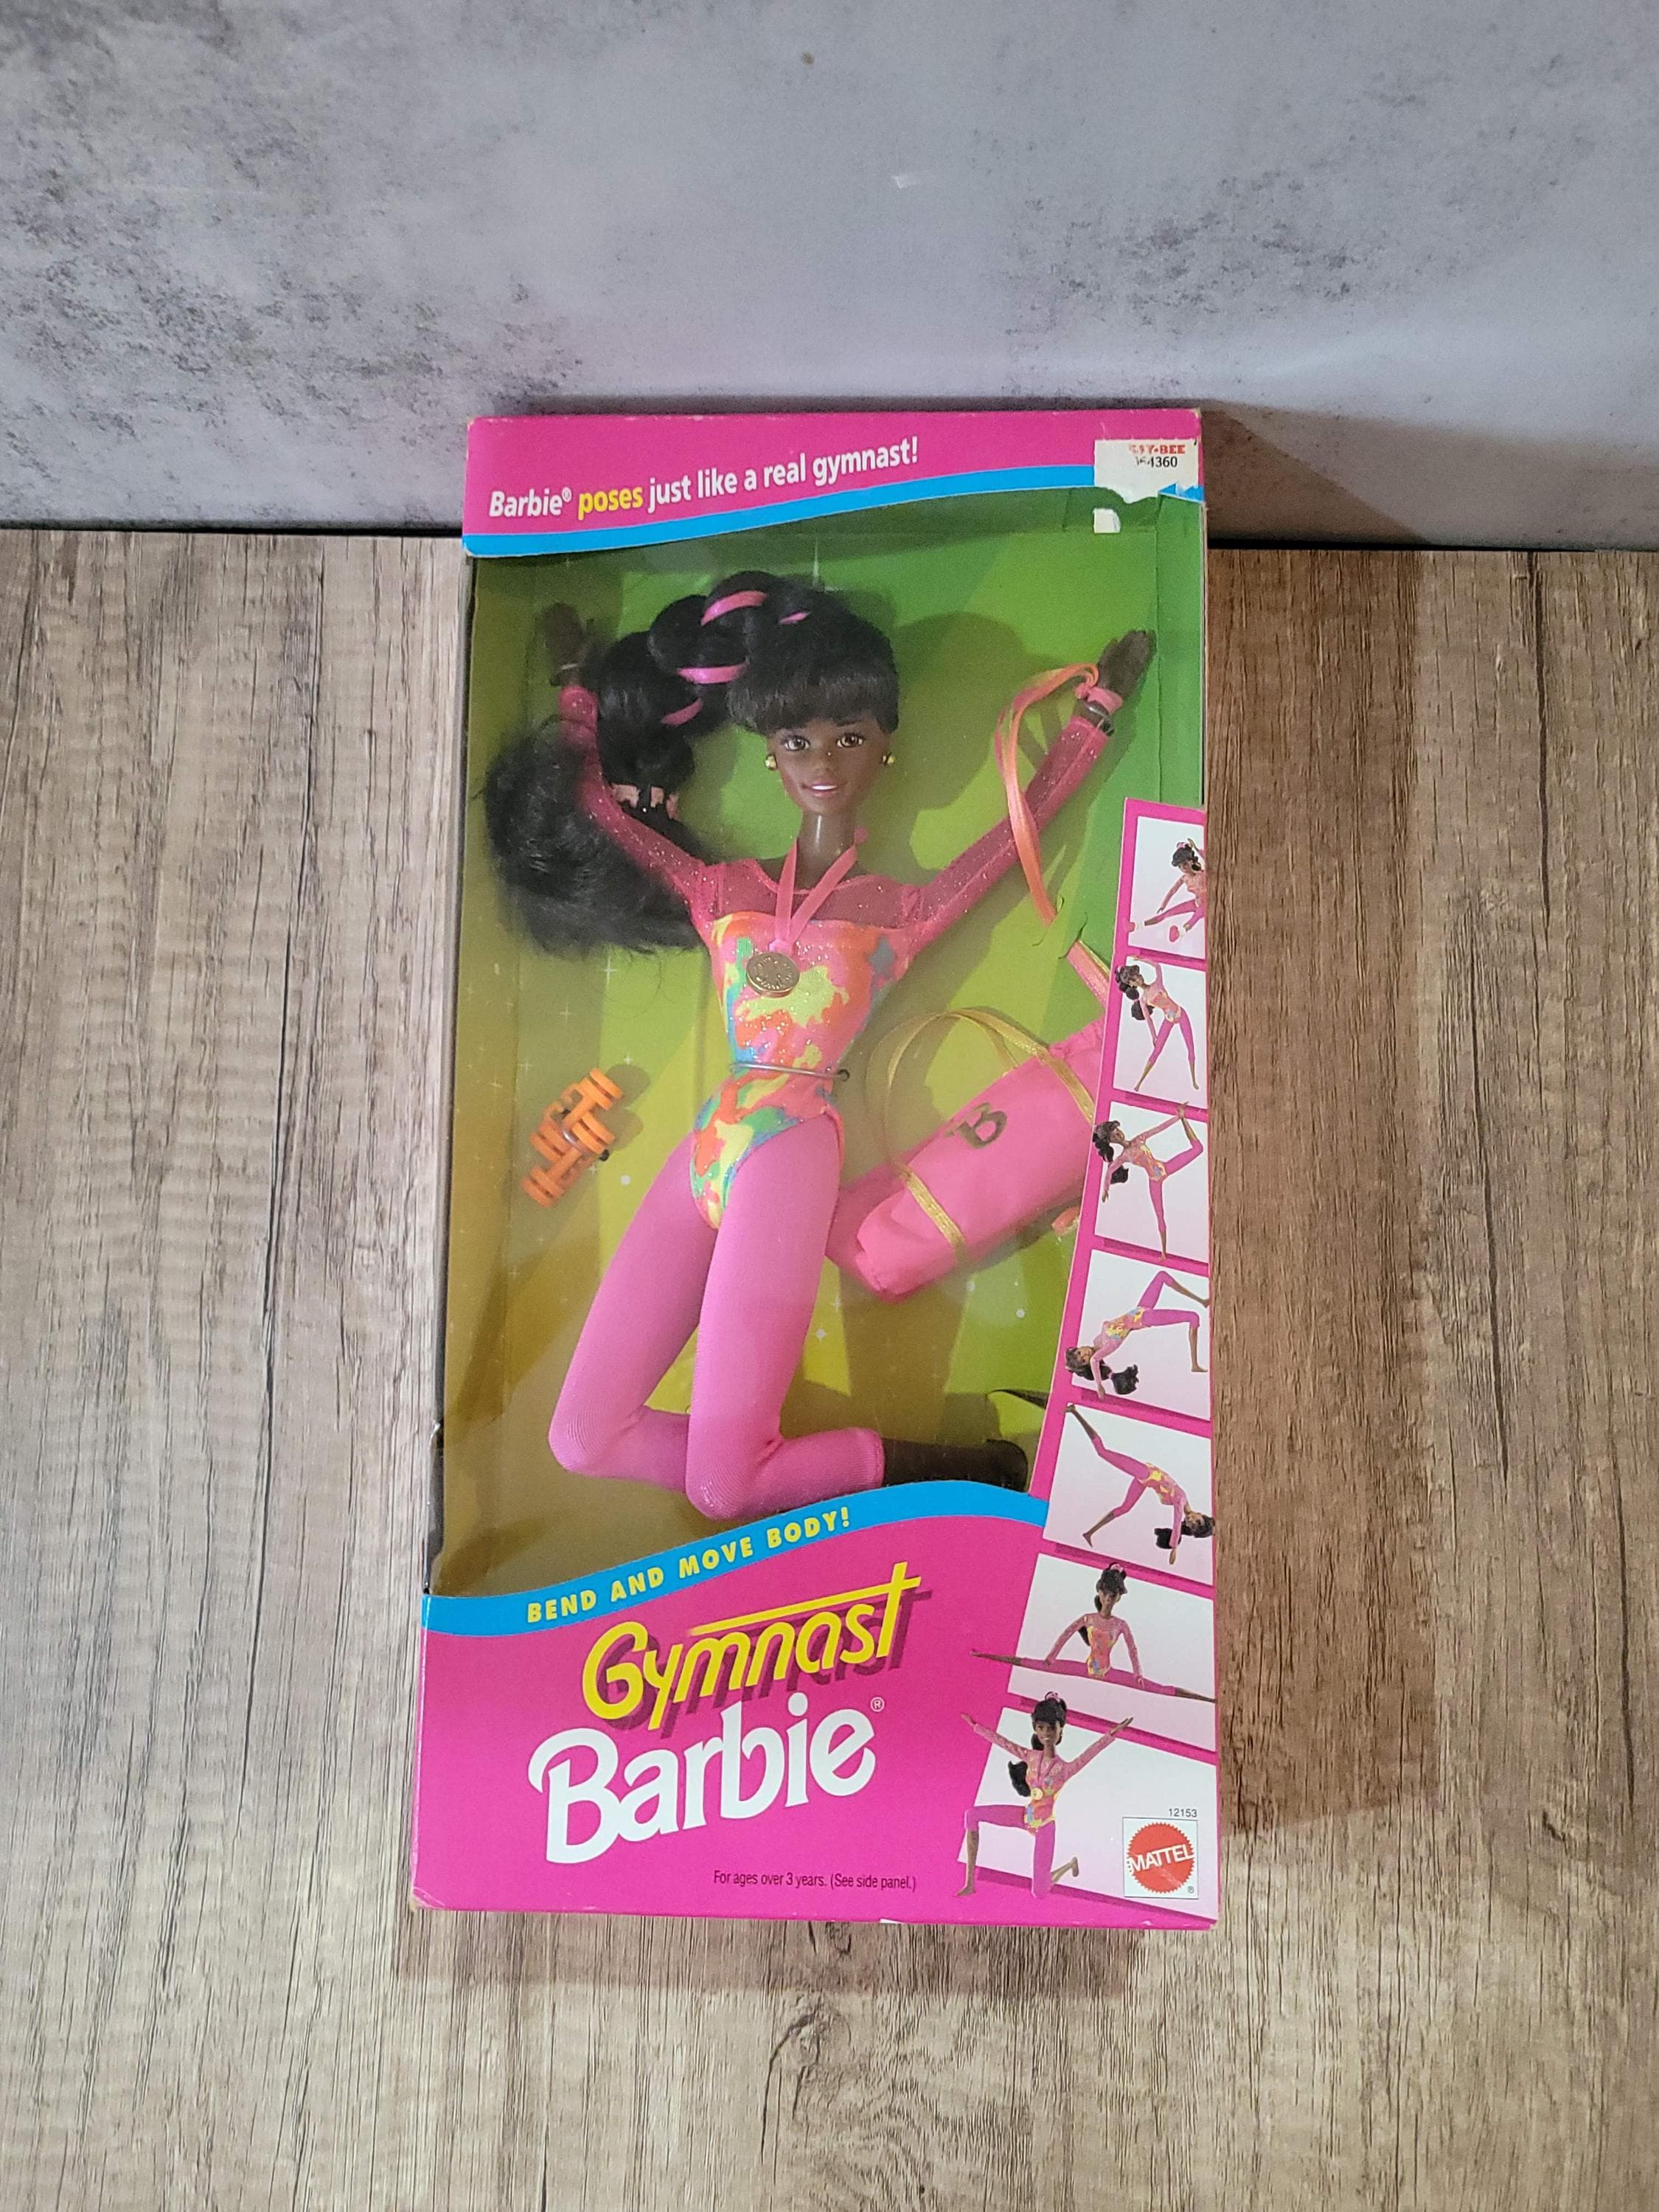 Barbie® poses just like a real gymnast!
4360
B
BEND AND MOVE BODY!
Gymnast
Barbie®
12153
MATTEL
®
For ages over 3 years. (See side panel.)